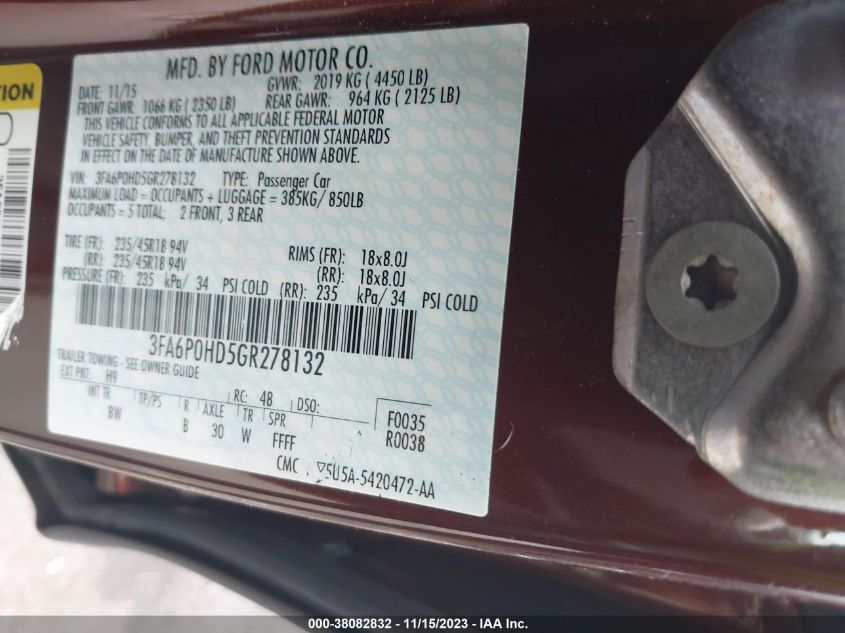 TION
MFD. BY FORD MOTOR CO.
DATE: 11/15 GVWR: 2019 KG ( 4450 LB)
FRONT GAWR: 1066 KG ( 2350 LB) REAR GAWR: 964 KG ( 2125 LB)
THIS VEHICLE CONFORMS TO ALL APPLICABLE FEDERAL MOTOR
VEHICLE SAFETY, BUMPER, AND THEFT PREVENTION STANDARDS
IN EFFECT ON THE DATE OF MANUFACTURE SHOWN ABOVE.
VIN: 3FA6P0HD5GR278132 TYPE: Passenger Car
MAXIMUM LOAD = OCCUPANTS + LUGGAGE = 385KG/ 850LB
OCCUPANTS = 5 TOTAL; 2 FRONT, 3 REAR
TIRE (FR): 235/45R18 94V RIMS (FR): 18x8.0J
(RR): 235/45R18 94V (RR): 18x8.0J
PRESSURE (FR): 235 kPa/ 34 PSI COLD (RR): 235 kPa/ 34 PSI COLD
3FA6P0HD5GR278132
TRAILER TOWING - SEE OWNER GUIDE
EXT PNT: H9 RC: 48 DSO:
INT TR TP/PS R AXLE TR SPR F0035
BW B 30 W FFFF R0038
CMC 5U5A-5420472-AA
000-38082832 - 11/15/2023 - IAA Inc.